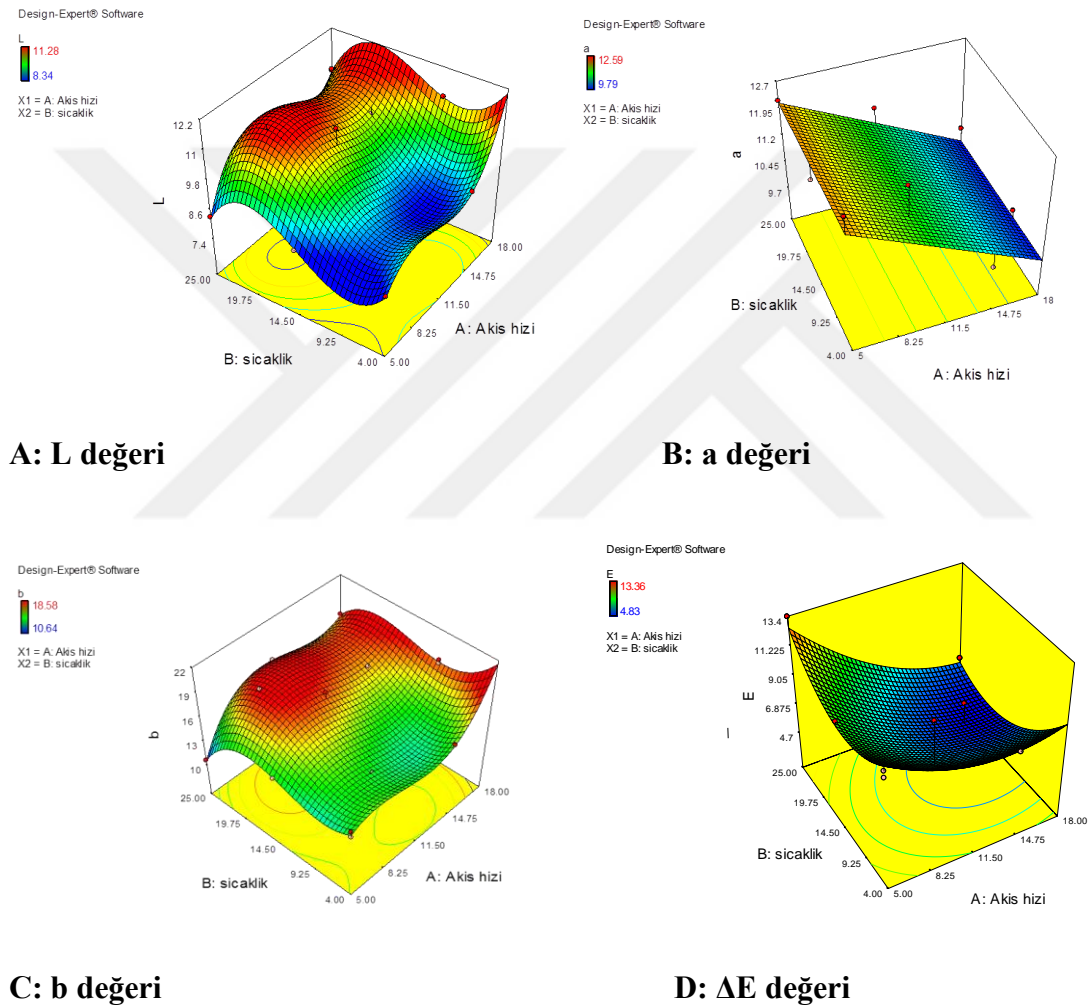 Design-Expert® Software
L
11.28
8.34
X1 = A: Akis hizi
X2 = B: sicaklik
12.2
11
9.8
8.6
7.4
L
25.00
19.75
14.50
9.25
4.00
B: sicaklik
5.00
8.25
11.50
14.75
18.00
A: Akis hizi
A: L değeri
Design-Expert® Software
a
12.59
9.79
X1 = A: Akis hizi
X2 = B: sicaklik
12.7
11.95
11.2
10.45
9.7
a
25.00
19.75
14.50
9.25
4.00
B: sicaklik
5
8.25
11.5
14.75
18
A: Akis hizi
B: a değeri
Design-Expert® Software
b
18.58
10.64
X1 = A: Akis hizi
X2 = B: sicaklik
22
19
16
13
10
b
25.00
19.75
14.50
9.25
4.00
B: sicaklik
5.00
8.25
11.50
14.75
18.00
A: Akis hizi
C: b değeri
Design-Expert® Software
E
13.36
4.83
X1 = A: Akis hizi
X2 = B: sicaklik
13.4
11.225
9.05
6.875
4.7
E
25.00
19.75
14.50
9.25
4.00
B: sicaklik
5.00
8.25
11.50
14.75
18.00
A: Akis hizi
D: ΔE değeri